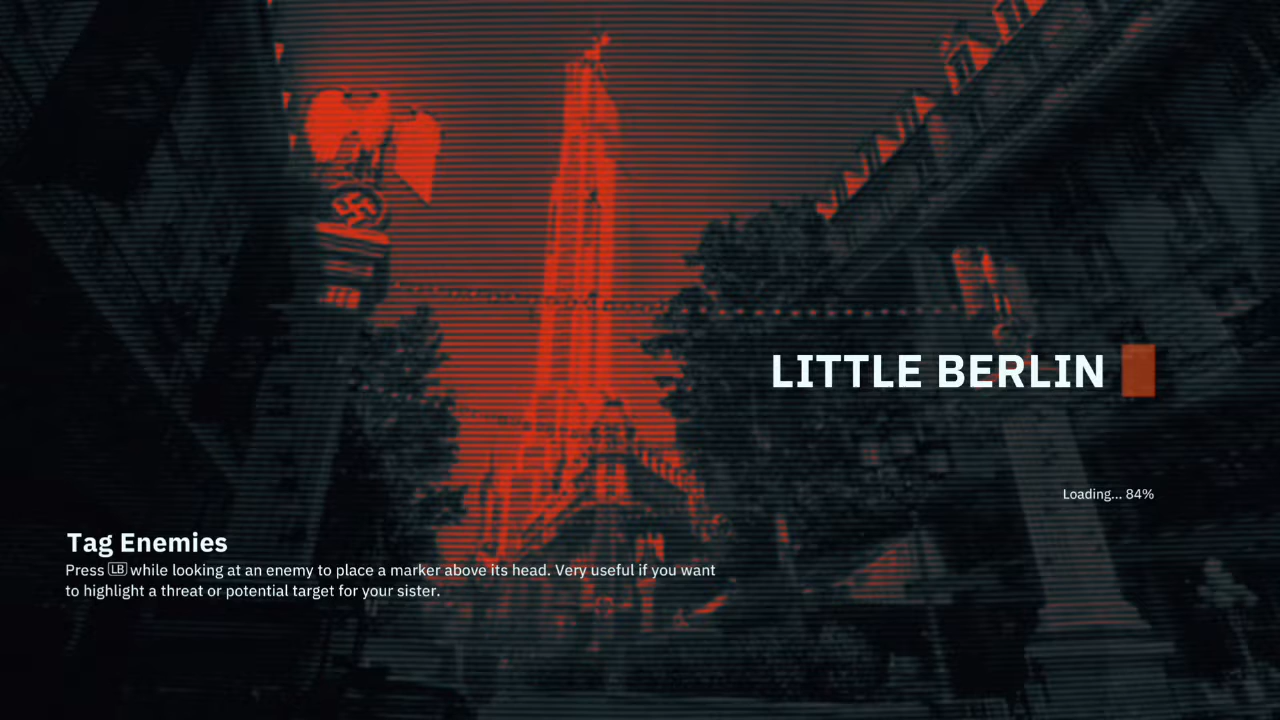 LITTLE BERLIN
Loading... 84%
Tag Enemies
Press LB while looking at an enemy to place a marker above its head. Very useful if you want
to highlight a threat or potential target for your sister.